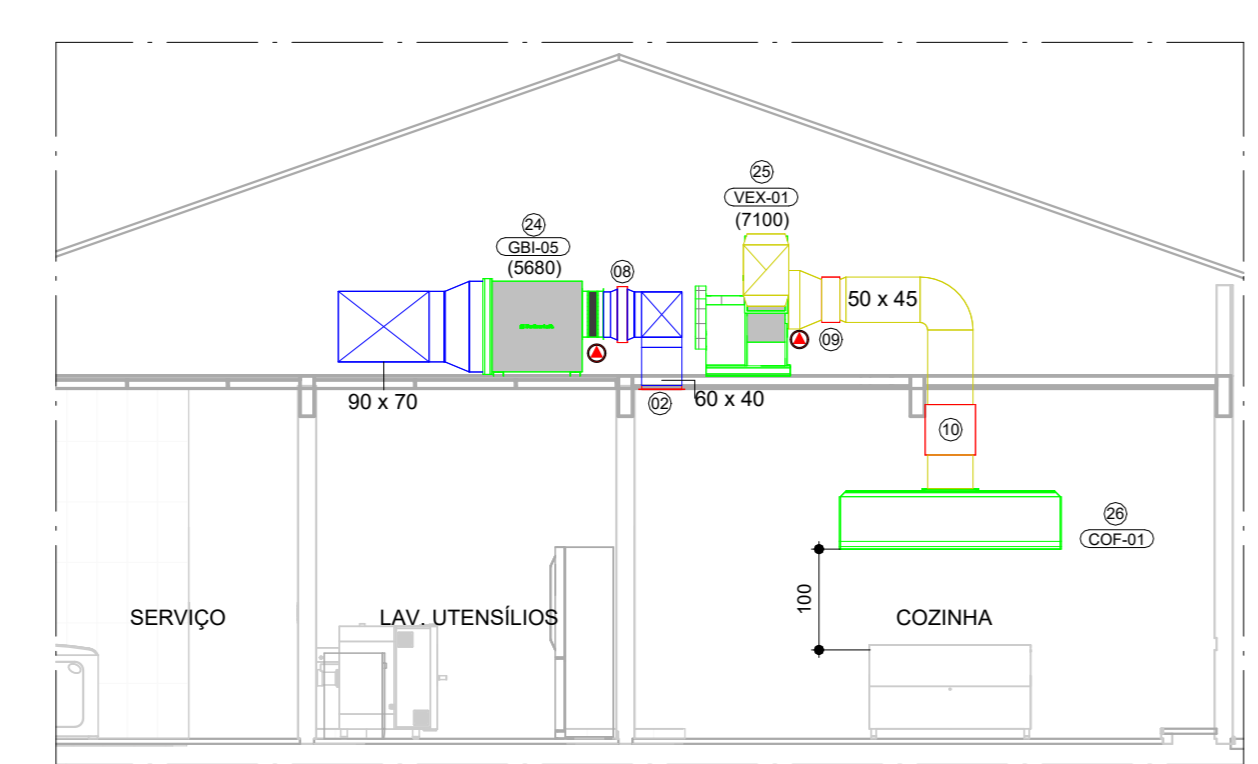 25
VEX-01
(7100)
24
GBI-05
(5680)
08
50 x 45
09
90 x 70
02
60 x 40
10
26
COF-01
100
SERVIÇO
LAV. UTENSÍLIOS
COZINHA